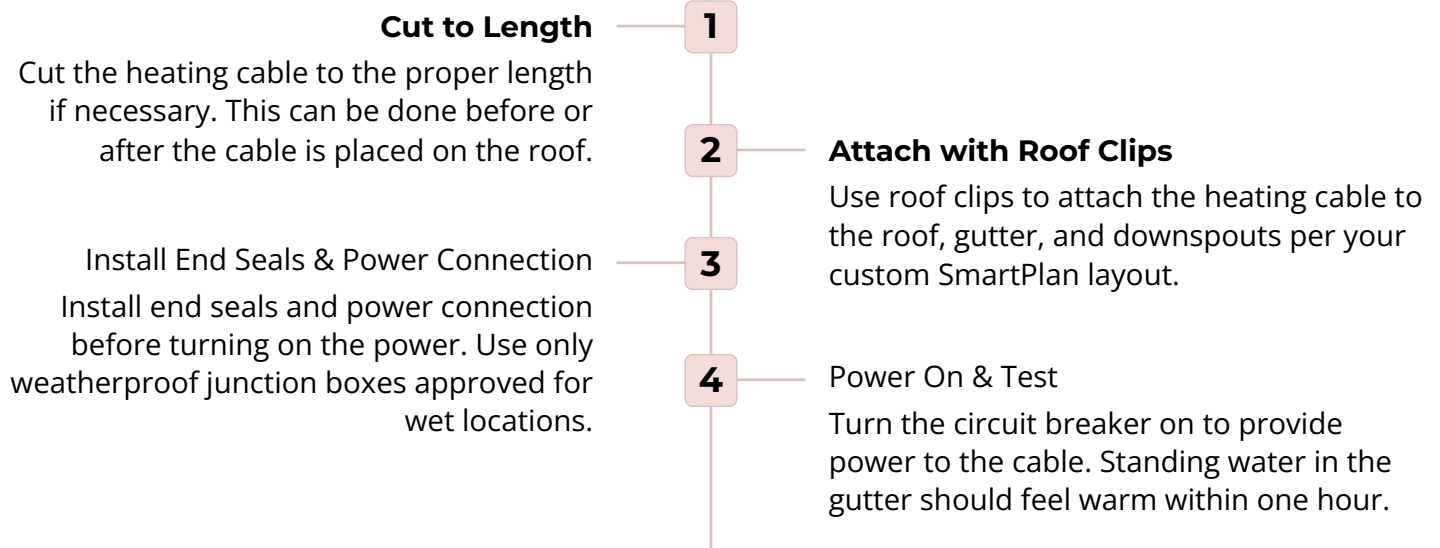 Cut to Length
1
Cut the heating cable to the proper length
if necessary. This can be done before or
after the cable is placed on the roof.
2
Attach with Roof Clips
Use roof clips to attach the heating cable to
the roof, gutter, and downspouts per your
custom SmartPlan layout.
Install End Seals & Power Connection
3
Install end seals and power connection
before turning on the power. Use only
weatherproof junction boxes approved for
wet locations.
4
Power On & Test
Turn the circuit breaker on to provide
power to the cable. Standing water in the
gutter should feel warm within one hour.